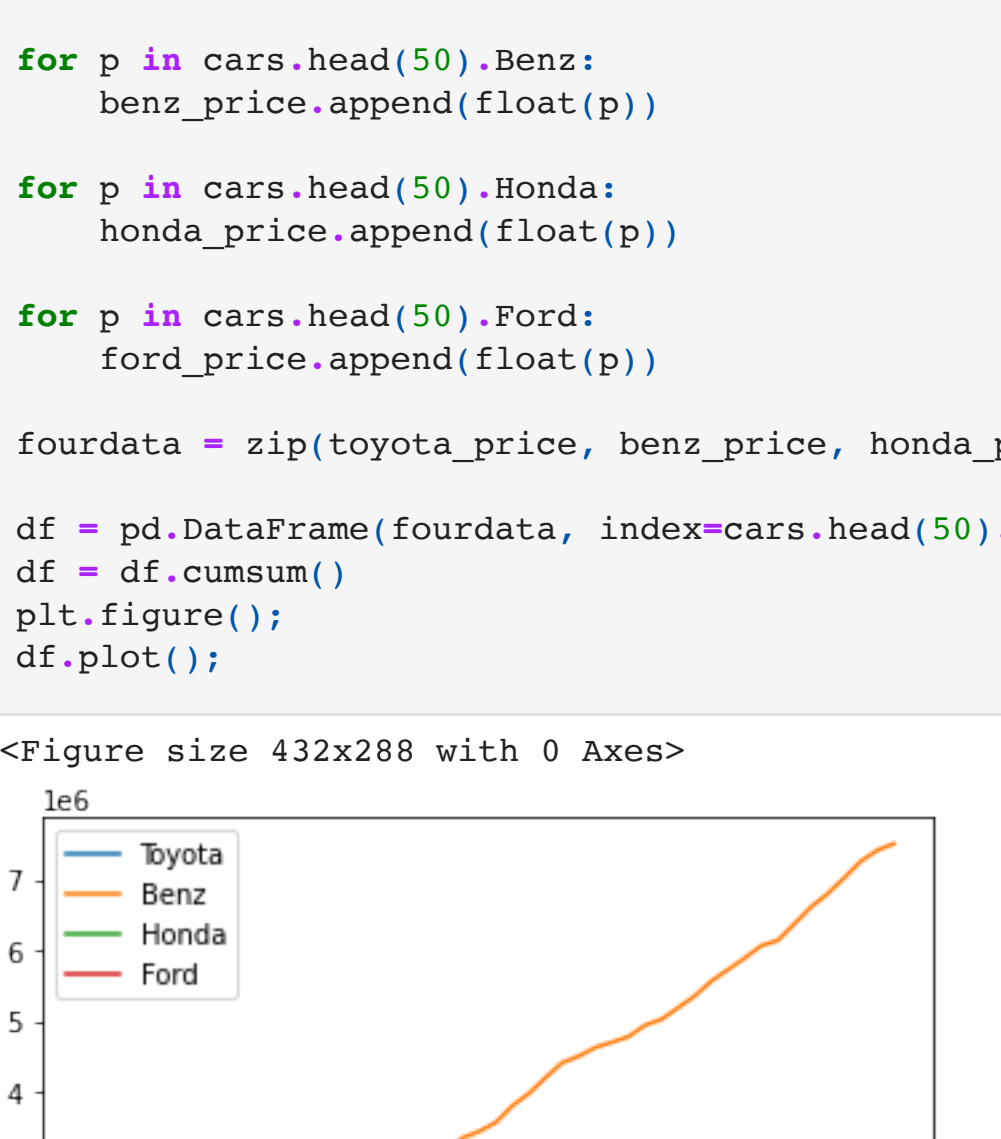 for p in cars.head(50).Benz:
    benz_price.append(float(p))
for p in cars.head(50).Honda:
    honda_price.append(float(p))
for p in cars.head(50).Ford:
    ford_price.append(float(p))
fourdata = zip(toyota_price, benz_price, honda_p
df = pd.DataFrame(fourdata, index=cars.head(50).
df = df.cumsum()
plt.figure();
df.plot();
<Figure size 432x288 with 0 Axes>
1e6
Toyota
Benz
Honda
Ford
7
6
5
4